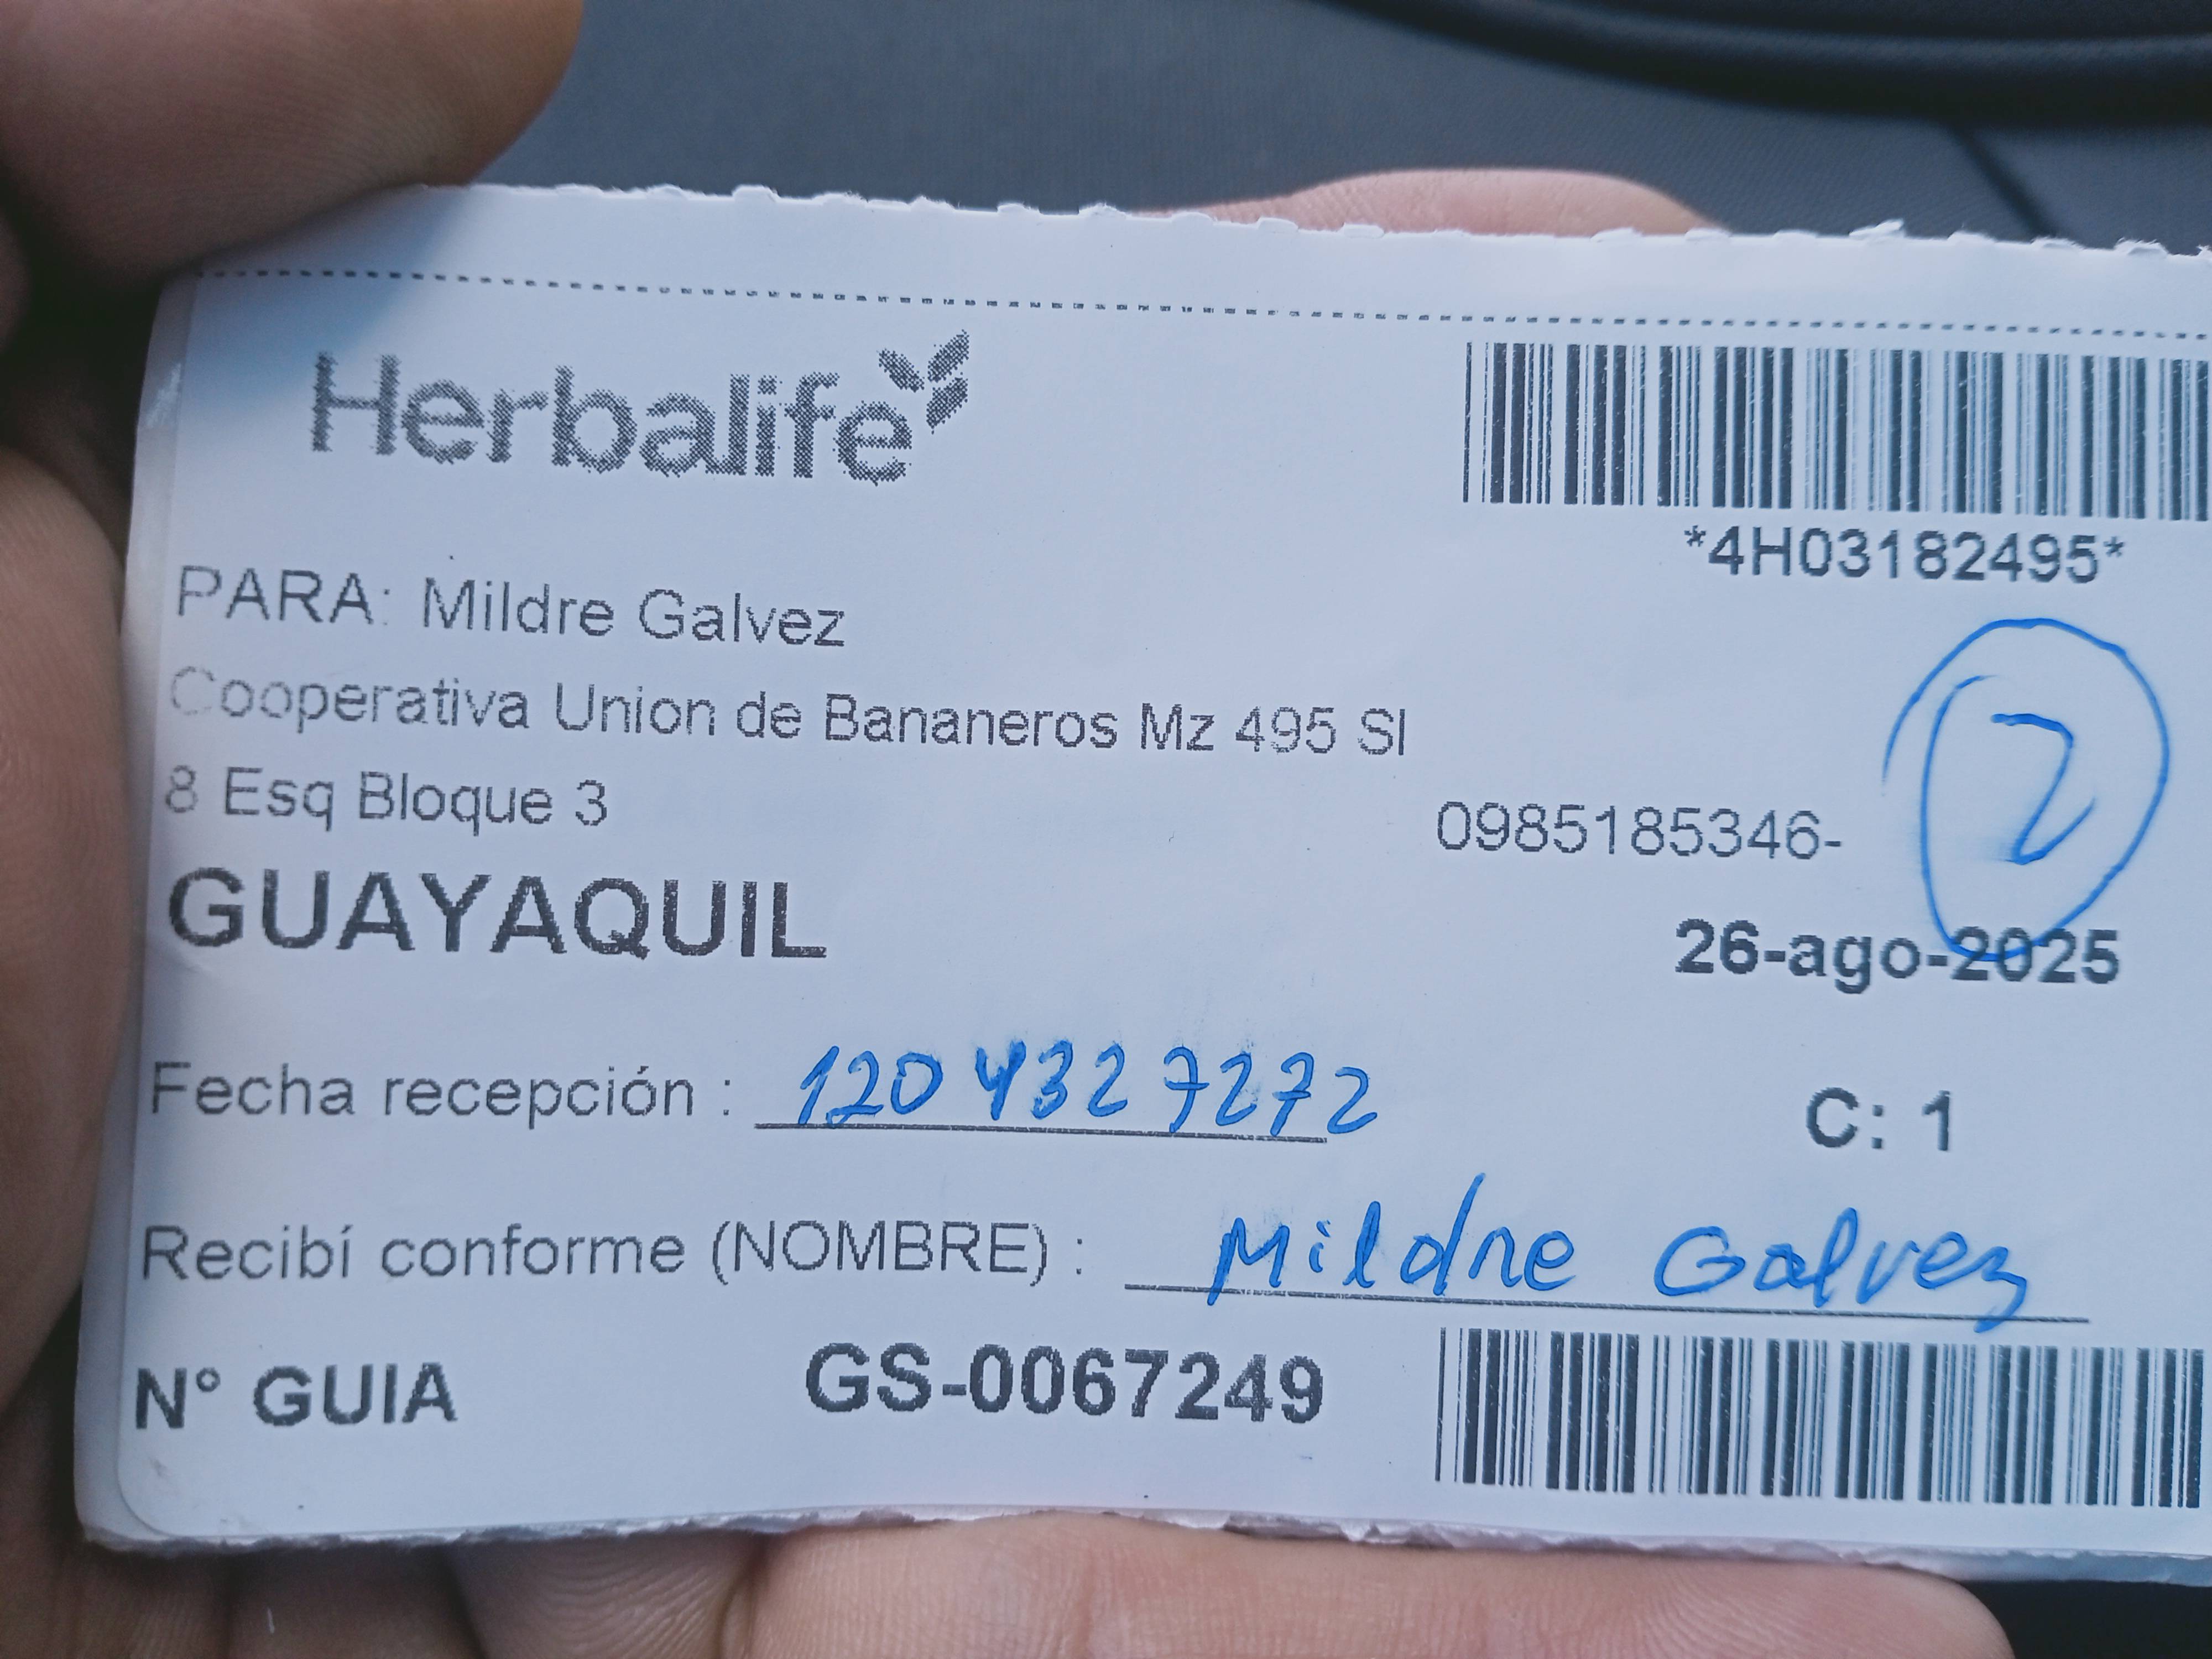 Herbalife
*4H03182495*
PARA: Mildre Galvez
Cooperativa Union de Bananeros Mz 495 Sl
8 Esq Bloque 3
0985185346-
2
GUAYAQUIL
26-ago-2025
Fecha recepción : 1204327272
C: 1
Recibí conforme (NOMBRE) : Mildre Galvez
N° GUIA GS-0067249